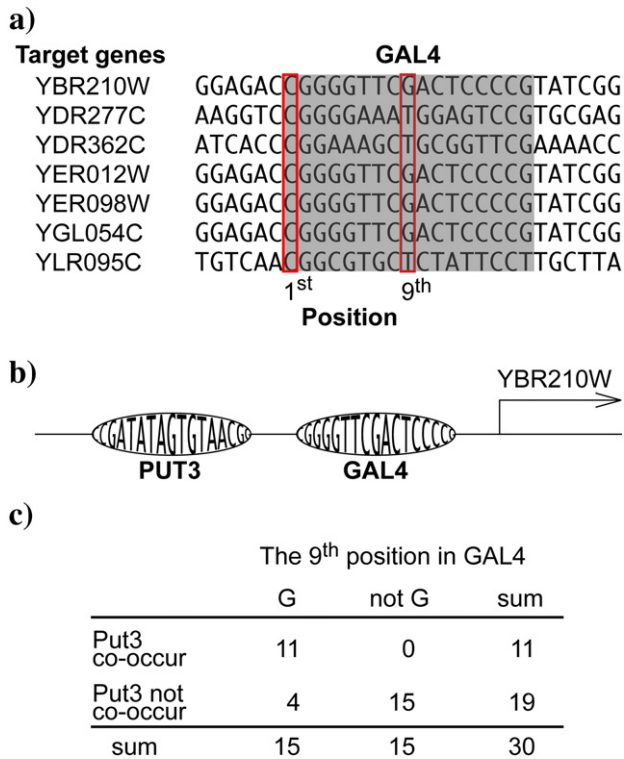 a)
Target genes GAL4
YBR210W GGAGACCGGGGTTCGACTCCCCGTATCGG
YDR277C AAGGTCCGGGGAAATGGAGTCCGTGCGAG
YDR362C ATCACCCGGAAAGCTGCGGTTCGAAAACC
YER012W GGAGACCGGGGTTCGACTCCCCGTATCGG
YER098W GGAGACCGGGGTTCGACTCCCCGTATCGG
YGL054C GGAGACCGGGGTTCGACTCCCCGTATCGG
YLR095C TGTCAACGGCGTGCTCTATTCCTTGCTTA
1st 9th
Position
b)
YBR210W
CCGATATAGTGTAACGC CGGGGTTCGACTCCCCG
PUT3 GAL4
c)
The 9th position in GAL4
G not G sum
Put3 co-occur 11 0 11
Put3 not co-occur 4 15 19
sum 15 15 30